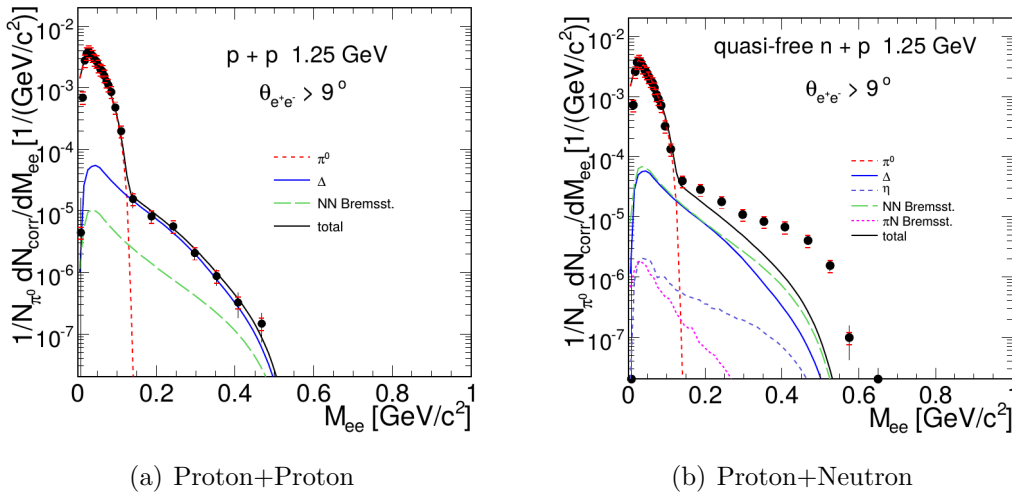 p + p 1.25 GeV
θe+e- > 9 o
π0
Δ
NN Bremsst.
total
10-2
10-3
10-4
10-5
10-6
10-7
1/Nπ0 dNcorr/dMee [1/(GeV/c2)]
0 0.2 0.4 0.6 0.8 1
Mee [GeV/c2]
(a) Proton+Proton
quasi-free n + p 1.25 GeV
θe+e- > 9 o
π0
Δ
η
NN Bremsst.
πN Bremsst.
total
10-2
10-3
10-4
10-5
10-6
10-7
1/Nπ0 dNcorr/dMee [1/(GeV/c2)]
0 0.2 0.4 0.6 0.8 1
Mee [GeV/c2]
(b) Proton+Neutron